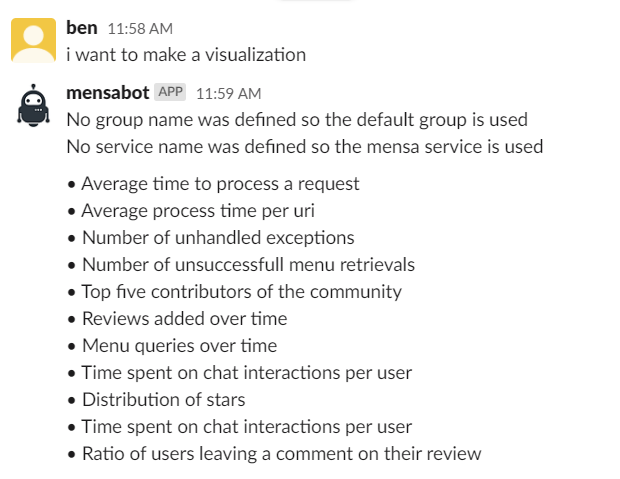 ben 11:58 AM
i want to make a visualization
mensabot APP 11:59 AM
No group name was defined so the default group is used
No service name was defined so the mensa service is used
• Average time to process a request
• Average process time per uri
• Number of unhandled exceptions
• Number of unsuccessfull menu retrievals
• Top five contributors of the community
• Reviews added over time
• Menu queries over time
• Time spent on chat interactions per user
• Distribution of stars
• Time spent on chat interactions per user
• Ratio of users leaving a comment on their review